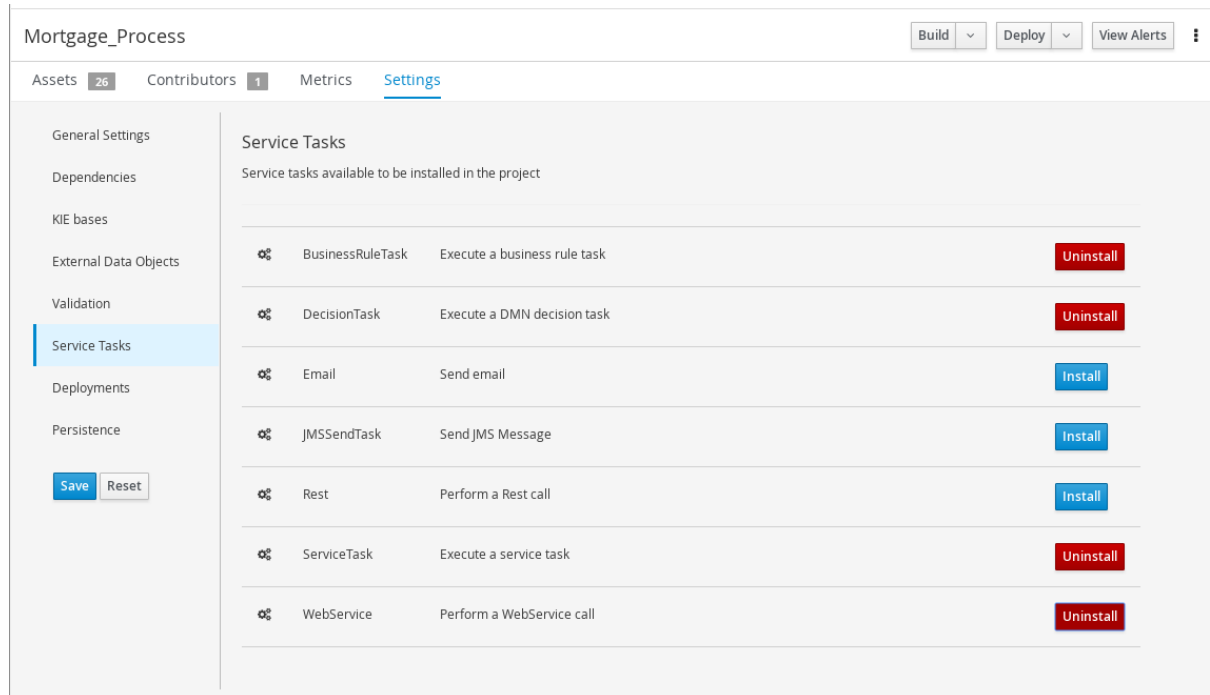 Mortgage_Process
Build
Deploy
View Alerts
Assets 26 Contributors 1 Metrics Settings
General Settings
Dependencies
KIE bases
External Data Objects
Validation
Service Tasks
Deployments
Persistence
Save Reset
Service Tasks
Service tasks available to be installed in the project
BusinessRuleTask Execute a business rule task Uninstall
DecisionTask Execute a DMN decision task Uninstall
Email Send email Install
JMSSendTask Send JMS Message Install
Rest Perform a Rest call Install
ServiceTask Execute a service task Uninstall
WebService Perform a WebService call Uninstall